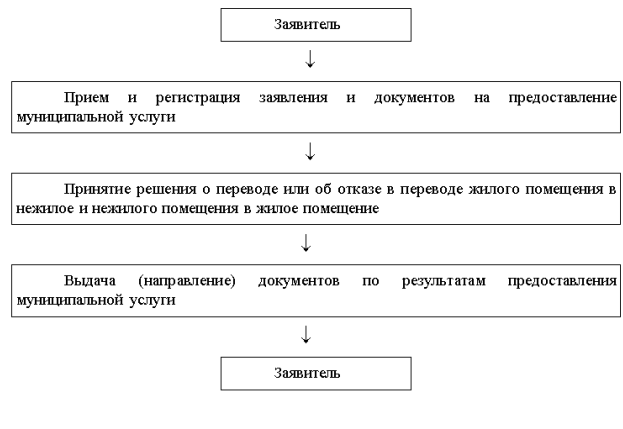 Заявитель
Прием и регистрация заявления и документов на предоставление
муниципальной услуги
Принятие решения о переводе или об отказе в переводе жилого помещения в
нежилое и нежилого помещения в жилое помещение
Выдача (направление) документов по результатам предоставления
муниципальной услуги
Заявитель